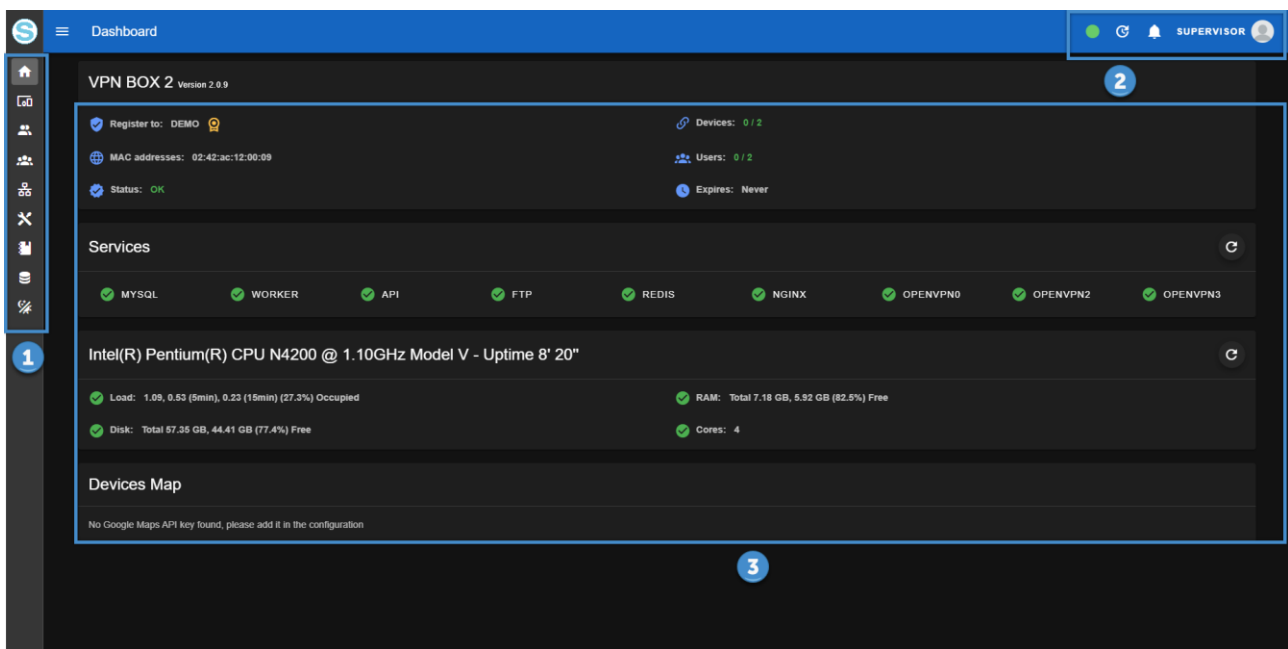 S Dashboard SUPERVISOR
2
VPN BOX 2 Version 2.0.9
Register to: DEMO Devices: 0 / 2
MAC addresses: 02:42:ac:12:00:09 Users: 0 / 2
Status: OK Expires: Never
Services
MYSQL WORKER API FTP REDIS NGINX OPENVPN0 OPENVPN2 OPENVPN3
1
Intel(R) Pentium(R) CPU N4200 @ 1.10GHz Model V - Uptime 8' 20"
Load: 1.09, 0.53 (5min), 0.23 (15min) (27.3%) Occupied RAM: Total 7.18 GB, 5.92 GB (82.5%) Free
Disk: Total 57.35 GB, 44.41 GB (77.4%) Free Cores: 4
Devices Map
No Google Maps API key found, please add it in the configuration
3